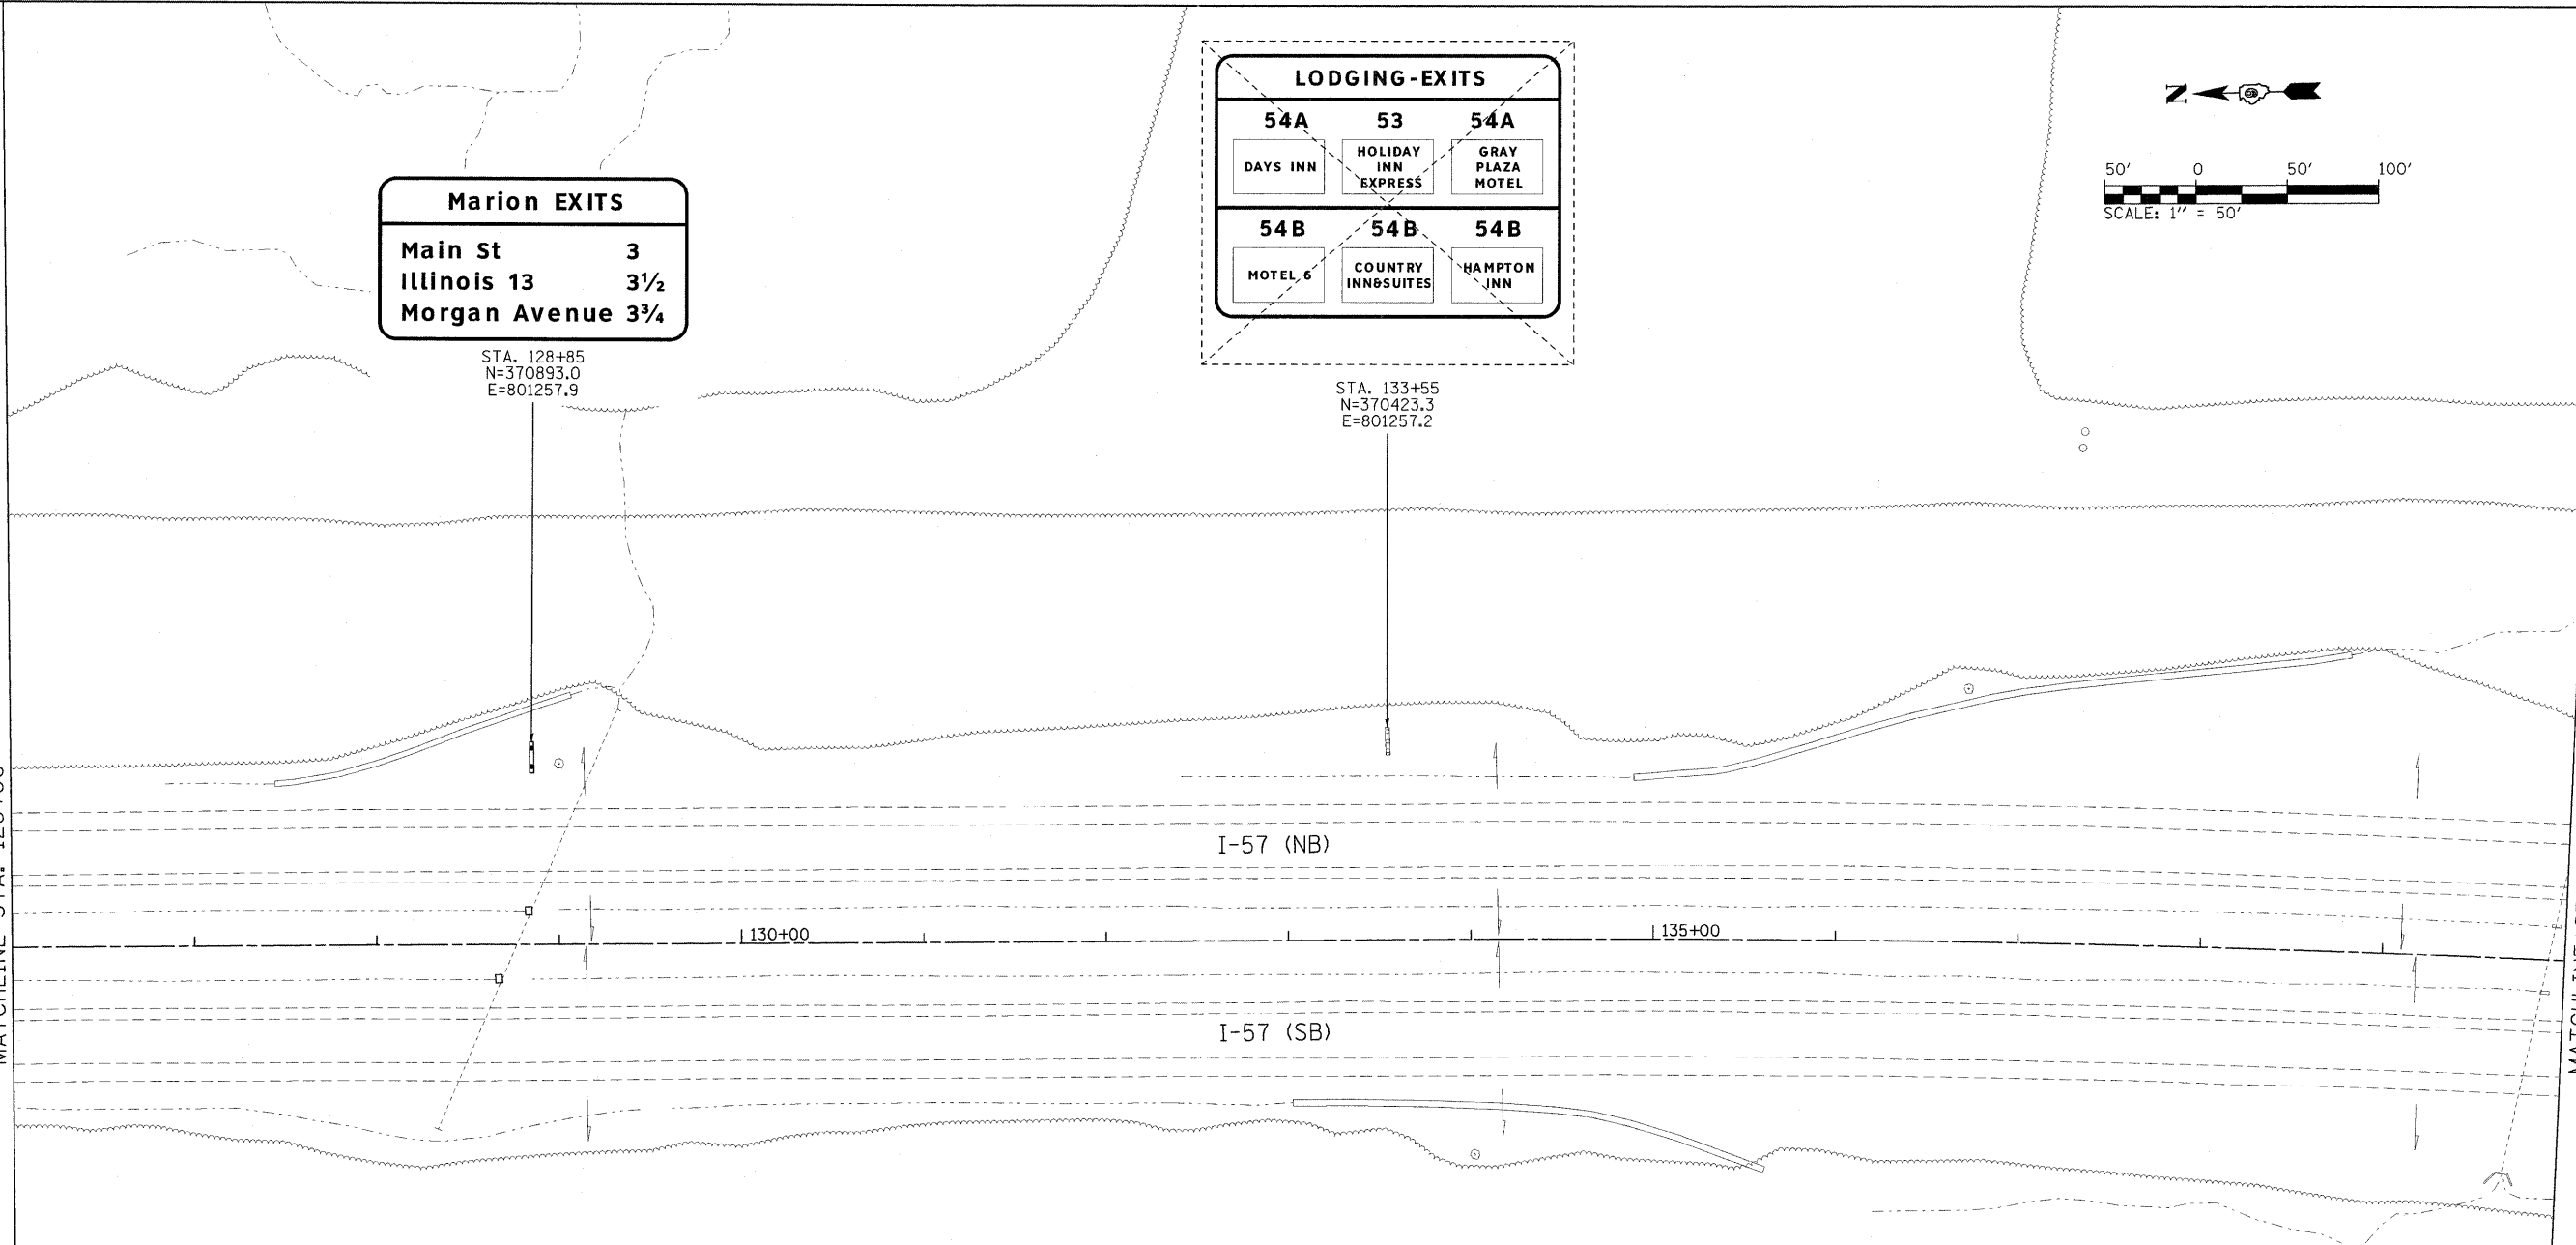 Marion EXITS
Main St 3
Illinois 13 3½
Morgan Avenue 3¾
STA. 128+85
N=370893.0
E=801257.9
LODGING-EXITS
54A 53 54A
DAYS INN
HOLIDAY
INN
EXPRESS
GRAY
PLAZA
MOTEL
54B 54B 54B
MOTEL 6
COUNTRY
INN&SUITES
HAMPTON
INN
STA. 133+55
N=370423.3
E=801257.2
N
50' 0 50' 100'
SCALE: 1" = 50'
I-57 (NB)
130+00 135+00
I-57 (SB)